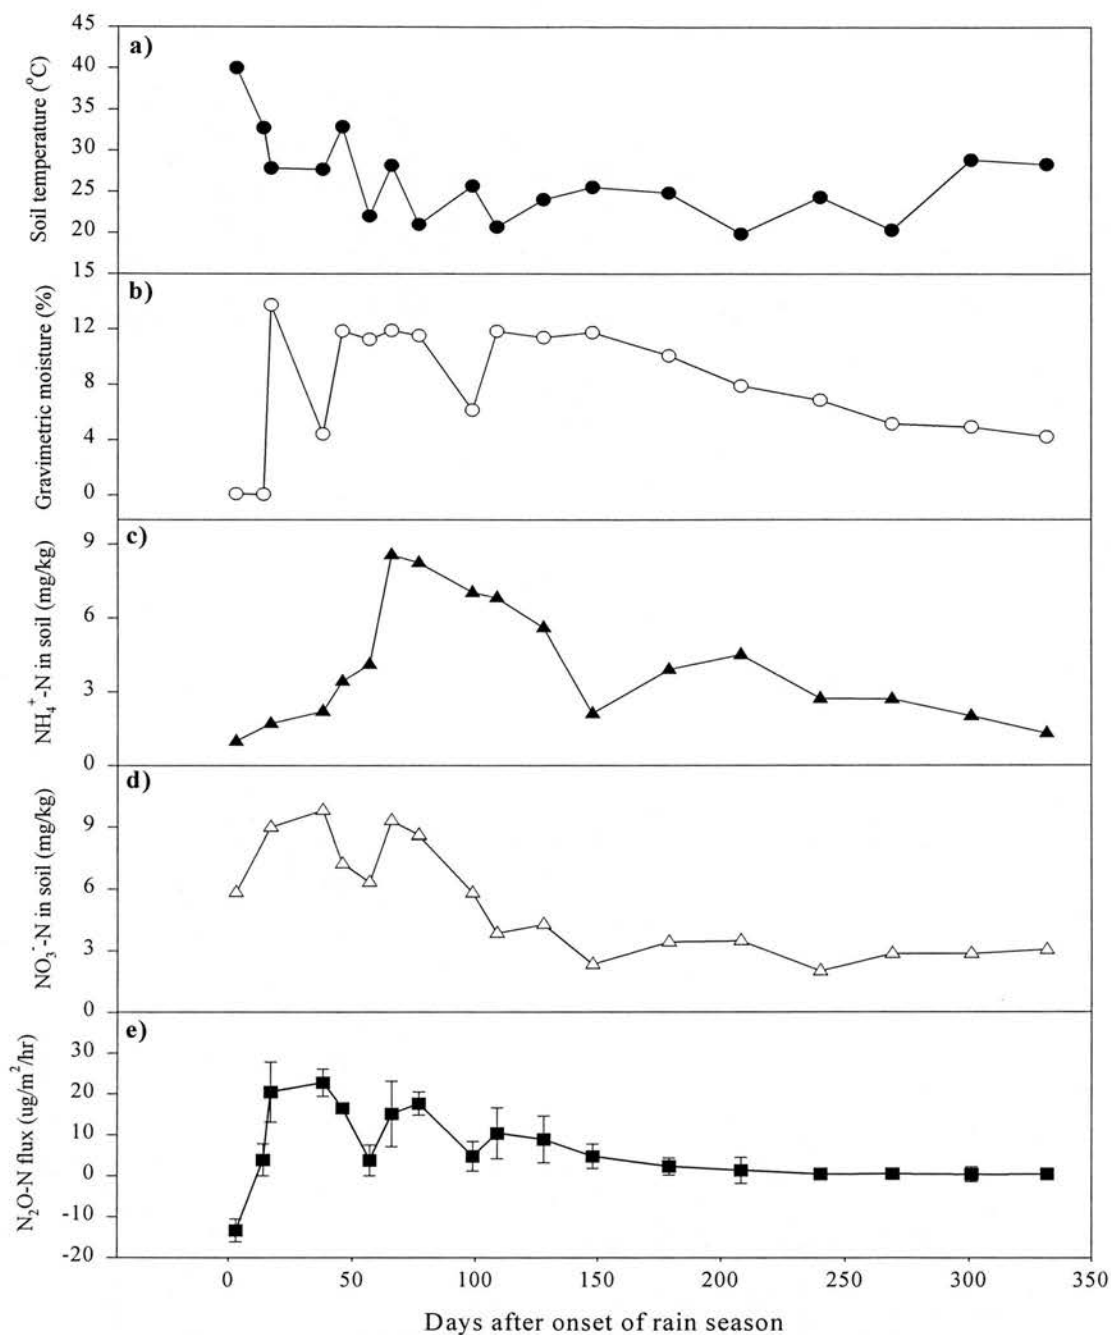 a)
Soil temperature (°C)
45
40
35
30
25
20
15
b)
Gravimetric moisture (%)
12
8
4
0
c)
NH₄⁺-N in soil (mg/kg)
9
6
3
0
d)
NO₃⁻-N in soil (mg/kg)
9
6
3
0
e)
N₂O-N flux (ug/m²/hr)
30
20
10
0
-10
-20
0 50 100 150 200 250 300 350
Days after onset of rain season